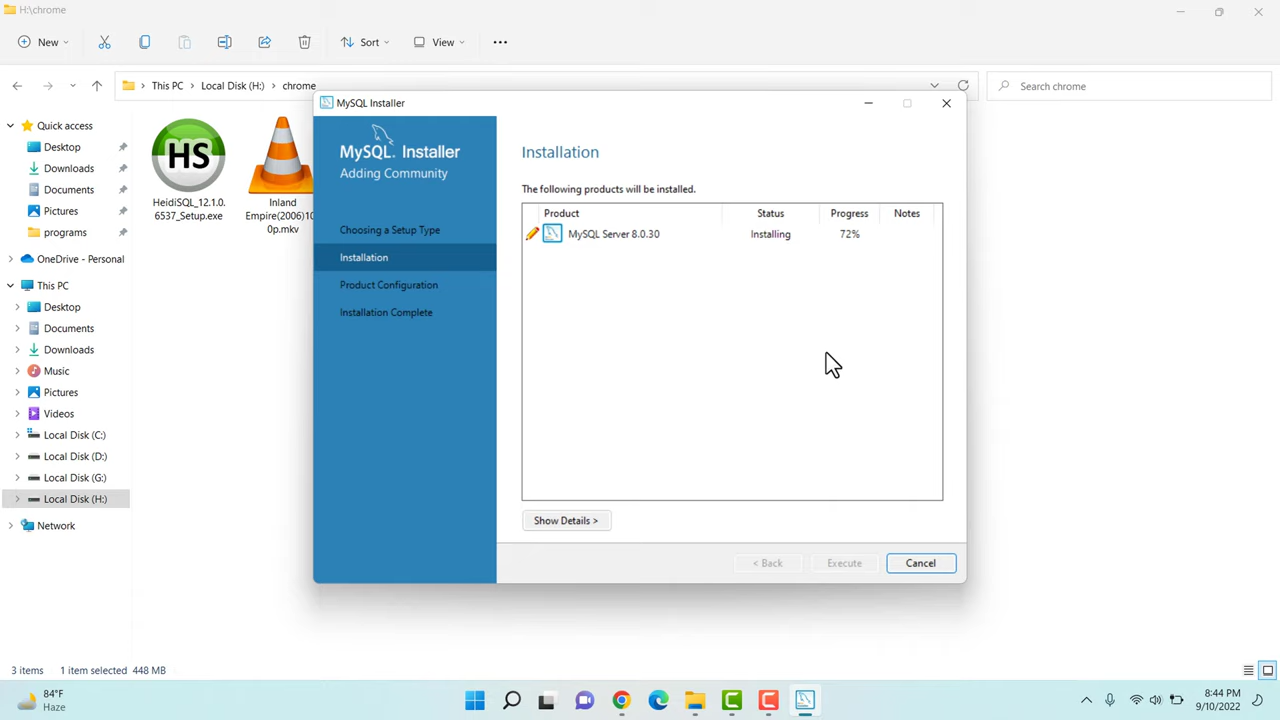 H:\chrome
New
Sort
View
This PC > Local Disk (H:) > chrome
Search chrome
Quick access
Desktop
Downloads
Documents
Pictures
programs
OneDrive - Personal
This PC
Desktop
Documents
Downloads
Music
Pictures
Videos
Local Disk (C:)
Local Disk (D:)
Local Disk (G:)
Local Disk (H:)
Network
HS
HeidiSQL_12.1.0.
6537_Setup.exe
Inland
Empire(2006)10
0p.mkv
MySQL Installer
MySQL. Installer
Adding Community
Choosing a Setup Type
Installation
Product Configuration
Installation Complete
Installation
The following products will be installed.
Product Status Progress Notes
MySQL Server 8.0.30 Installing 72%
Show Details >
< Back Execute Cancel
3 items 1 item selected 448 MB
84°F
Haze
8:44 PM
9/10/2022